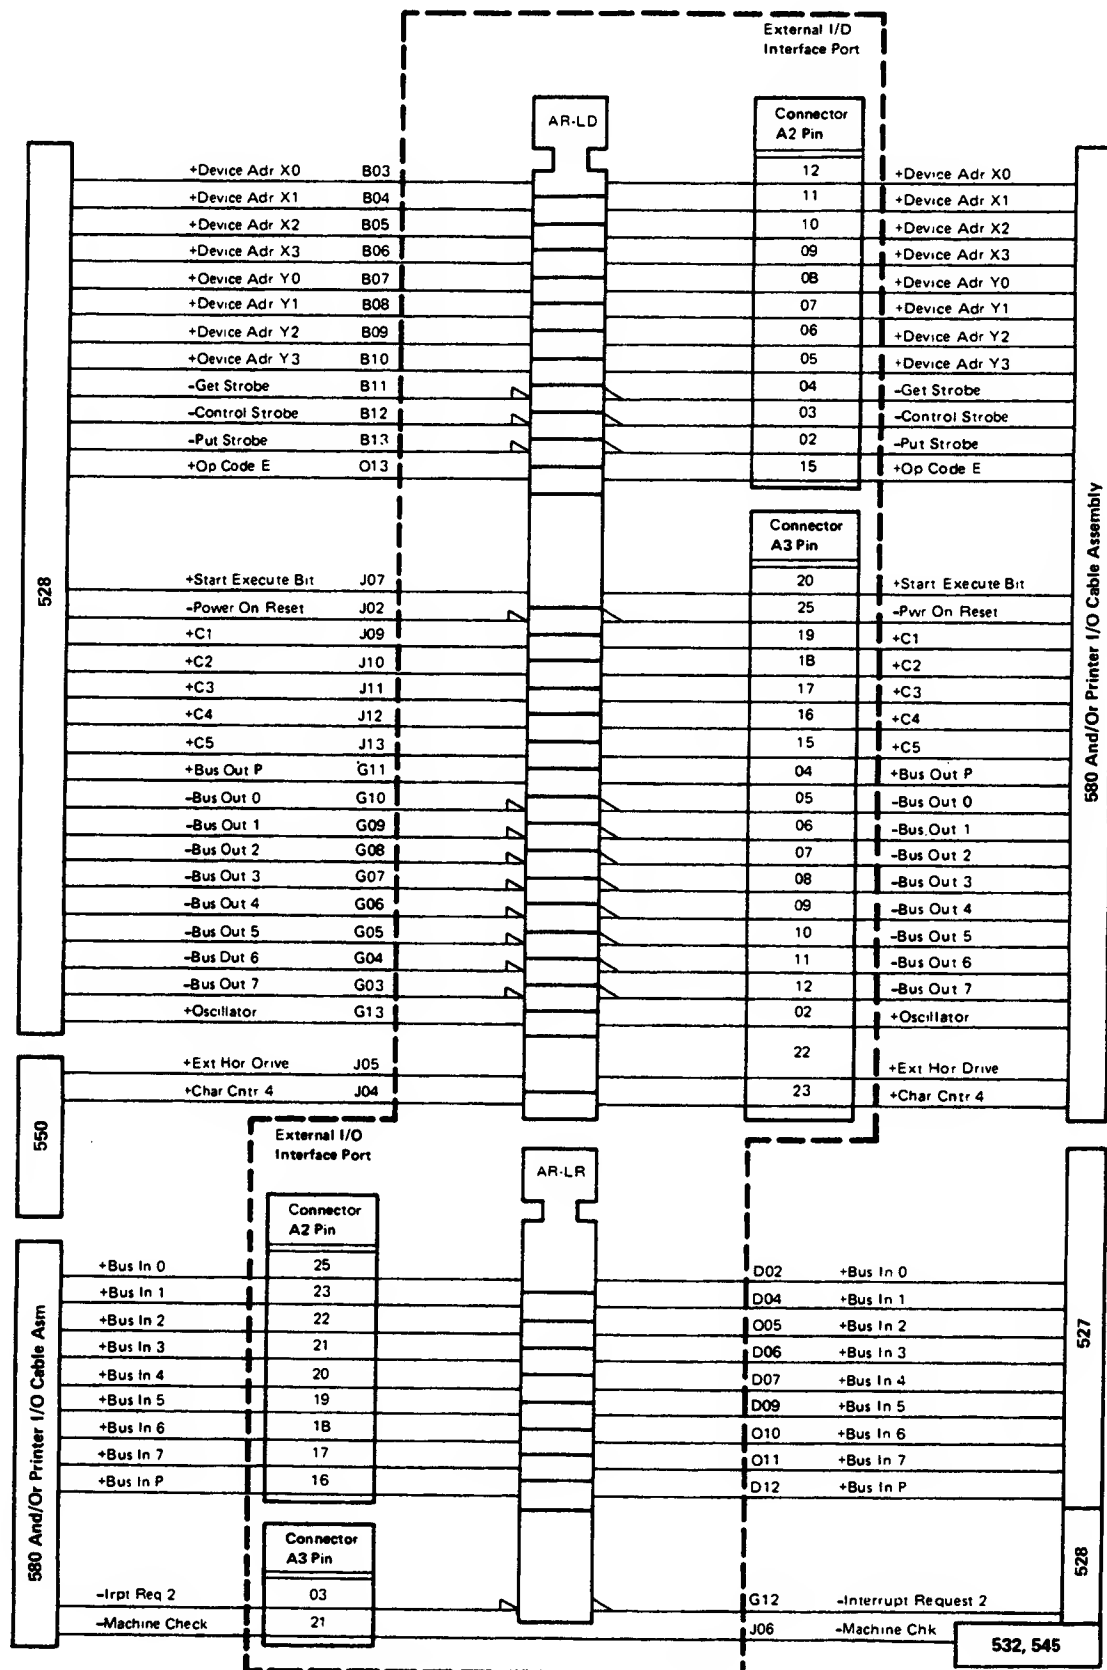 External I/D
Interface Port
AR-LD
Connector
A2 Pin
528
+Device Adr X0 B03 12 +Device Adr X0
+Device Adr X1 B04 11 +Device Adr X1
+Device Adr X2 B05 10 +Device Adr X2
+Device Adr X3 B06 09 +Device Adr X3
+Oevice Adr Y0 B07 0B +Device Adr Y0
+Device Adr Y1 B08 07 +Device Adr Y1
+Device Adr Y2 B09 06 +Device Adr Y2
+Oevice Adr Y3 B10 05 +Device Adr Y3
-Get Strobe B11 04 -Get Strobe
-Control Strobe B12 03 -Control Strobe
-Put Strobe B13 02 -Put Strobe
+Op Code E O13 15 +Op Code E
Connector
A3 Pin
580 And/Or Printer I/O Cable Assembly
+Start Execute Bit J07 20 +Start Execute Bit
-Power On Reset J02 25 -Pwr On Reset
+C1 J09 19 +C1
+C2 J10 1B +C2
+C3 J11 17 +C3
+C4 J12 16 +C4
+C5 J13 15 +C5
+Bus Out P G11 04 +Bus Out P
-Bus Out 0 G10 05 -Bus Out 0
-Bus Out 1 G09 06 -Bus Out 1
-Bus Out 2 G08 07 -Bus Out 2
-Bus Out 3 G07 08 -Bus Out 3
-Bus Out 4 G06 09 -Bus Out 4
-Bus Out 5 G05 10 -Bus Out 5
-Bus Dut 6 G04 11 -Bus Out 6
-Bus Out 7 G03 12 -Bus Out 7
+Oscillator G13 02 +Oscillator
550
+Ext Hor Orive J05 22 +Ext Hor Drive
+Char Cntr 4 J04 23 +Char Cntr 4
External I/O
Interface Port
AR-LR
Connector
A2 Pin
580 And/Or Printer I/O Cable Asm
+Bus In 0 25 D02 +Bus In 0
+Bus In 1 23 D04 +Bus In 1
+Bus In 2 22 O05 +Bus In 2
+Bus In 3 21 D06 +Bus In 3
+Bus In 4 20 D07 +Bus In 4
+Bus In 5 19 D09 +Bus In 5
+Bus In 6 1B O10 +Bus In 6
+Bus In 7 17 O11 +Bus In 7
+Bus In P 16 D12 +Bus In P
527
Connector
A3 Pin
528
-Irpt Req 2 03 G12 -Interrupt Request 2
-Machine Check 21 J06 -Machine Chk
532, 545